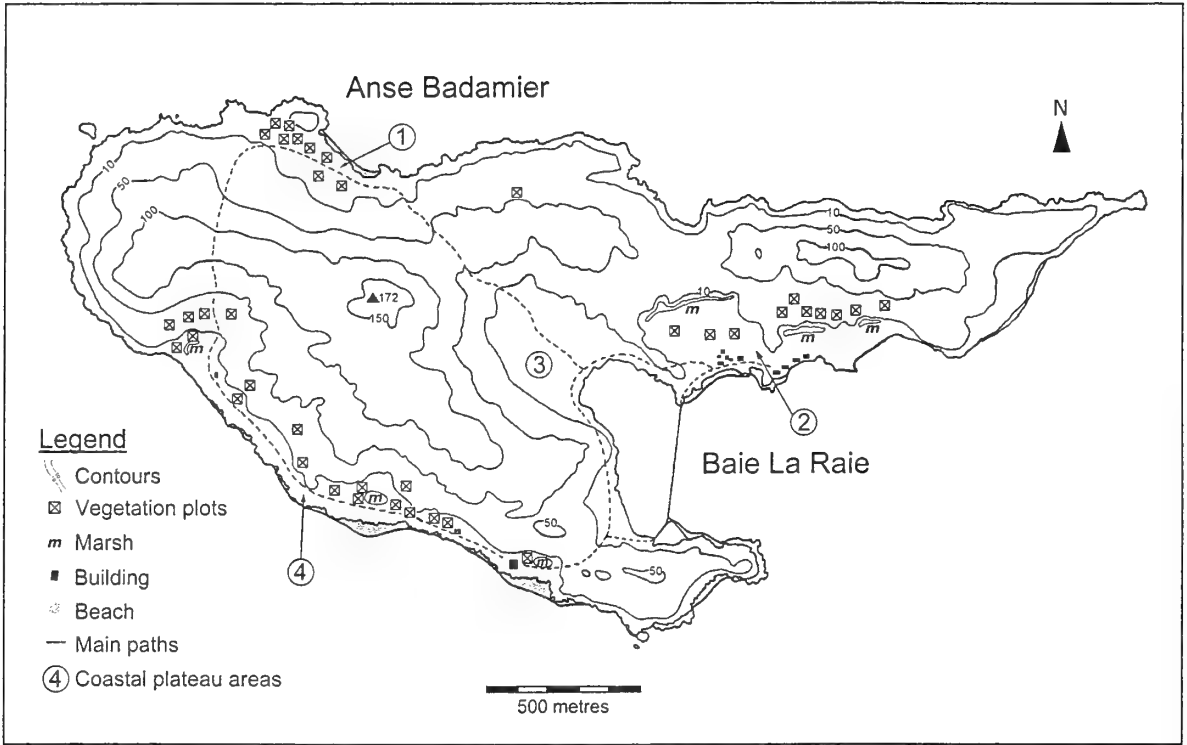 Anse Badamier
N
1
10
50
100
10
50
100
172
150
10
m
m
m
m
3
2
Baie La Raie
m
50
4
m
50
Legend
Contours
Vegetation plots
m Marsh
Building
Beach
Main paths
4 Coastal plateau areas
500 metres